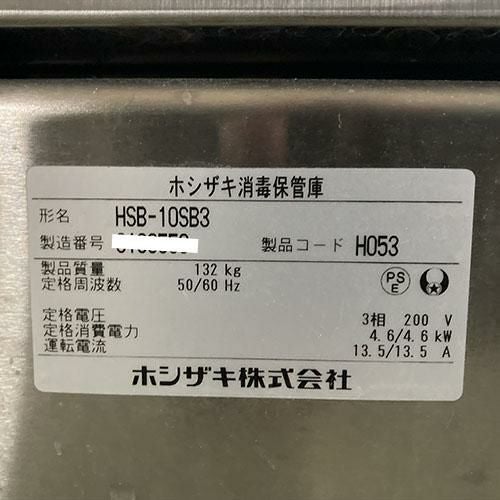 ホシザキ消毒保管庫
形名 HSB-10SB3
製造番号 製品コード H053
製品質量 132 kg
定格周波数 50/60 Hz
PS E
定格電圧 3相 200 V
定格消費電力 4.6/4.6 kW
運転電流 13.5/13.5 A
ホシザキ株式会社